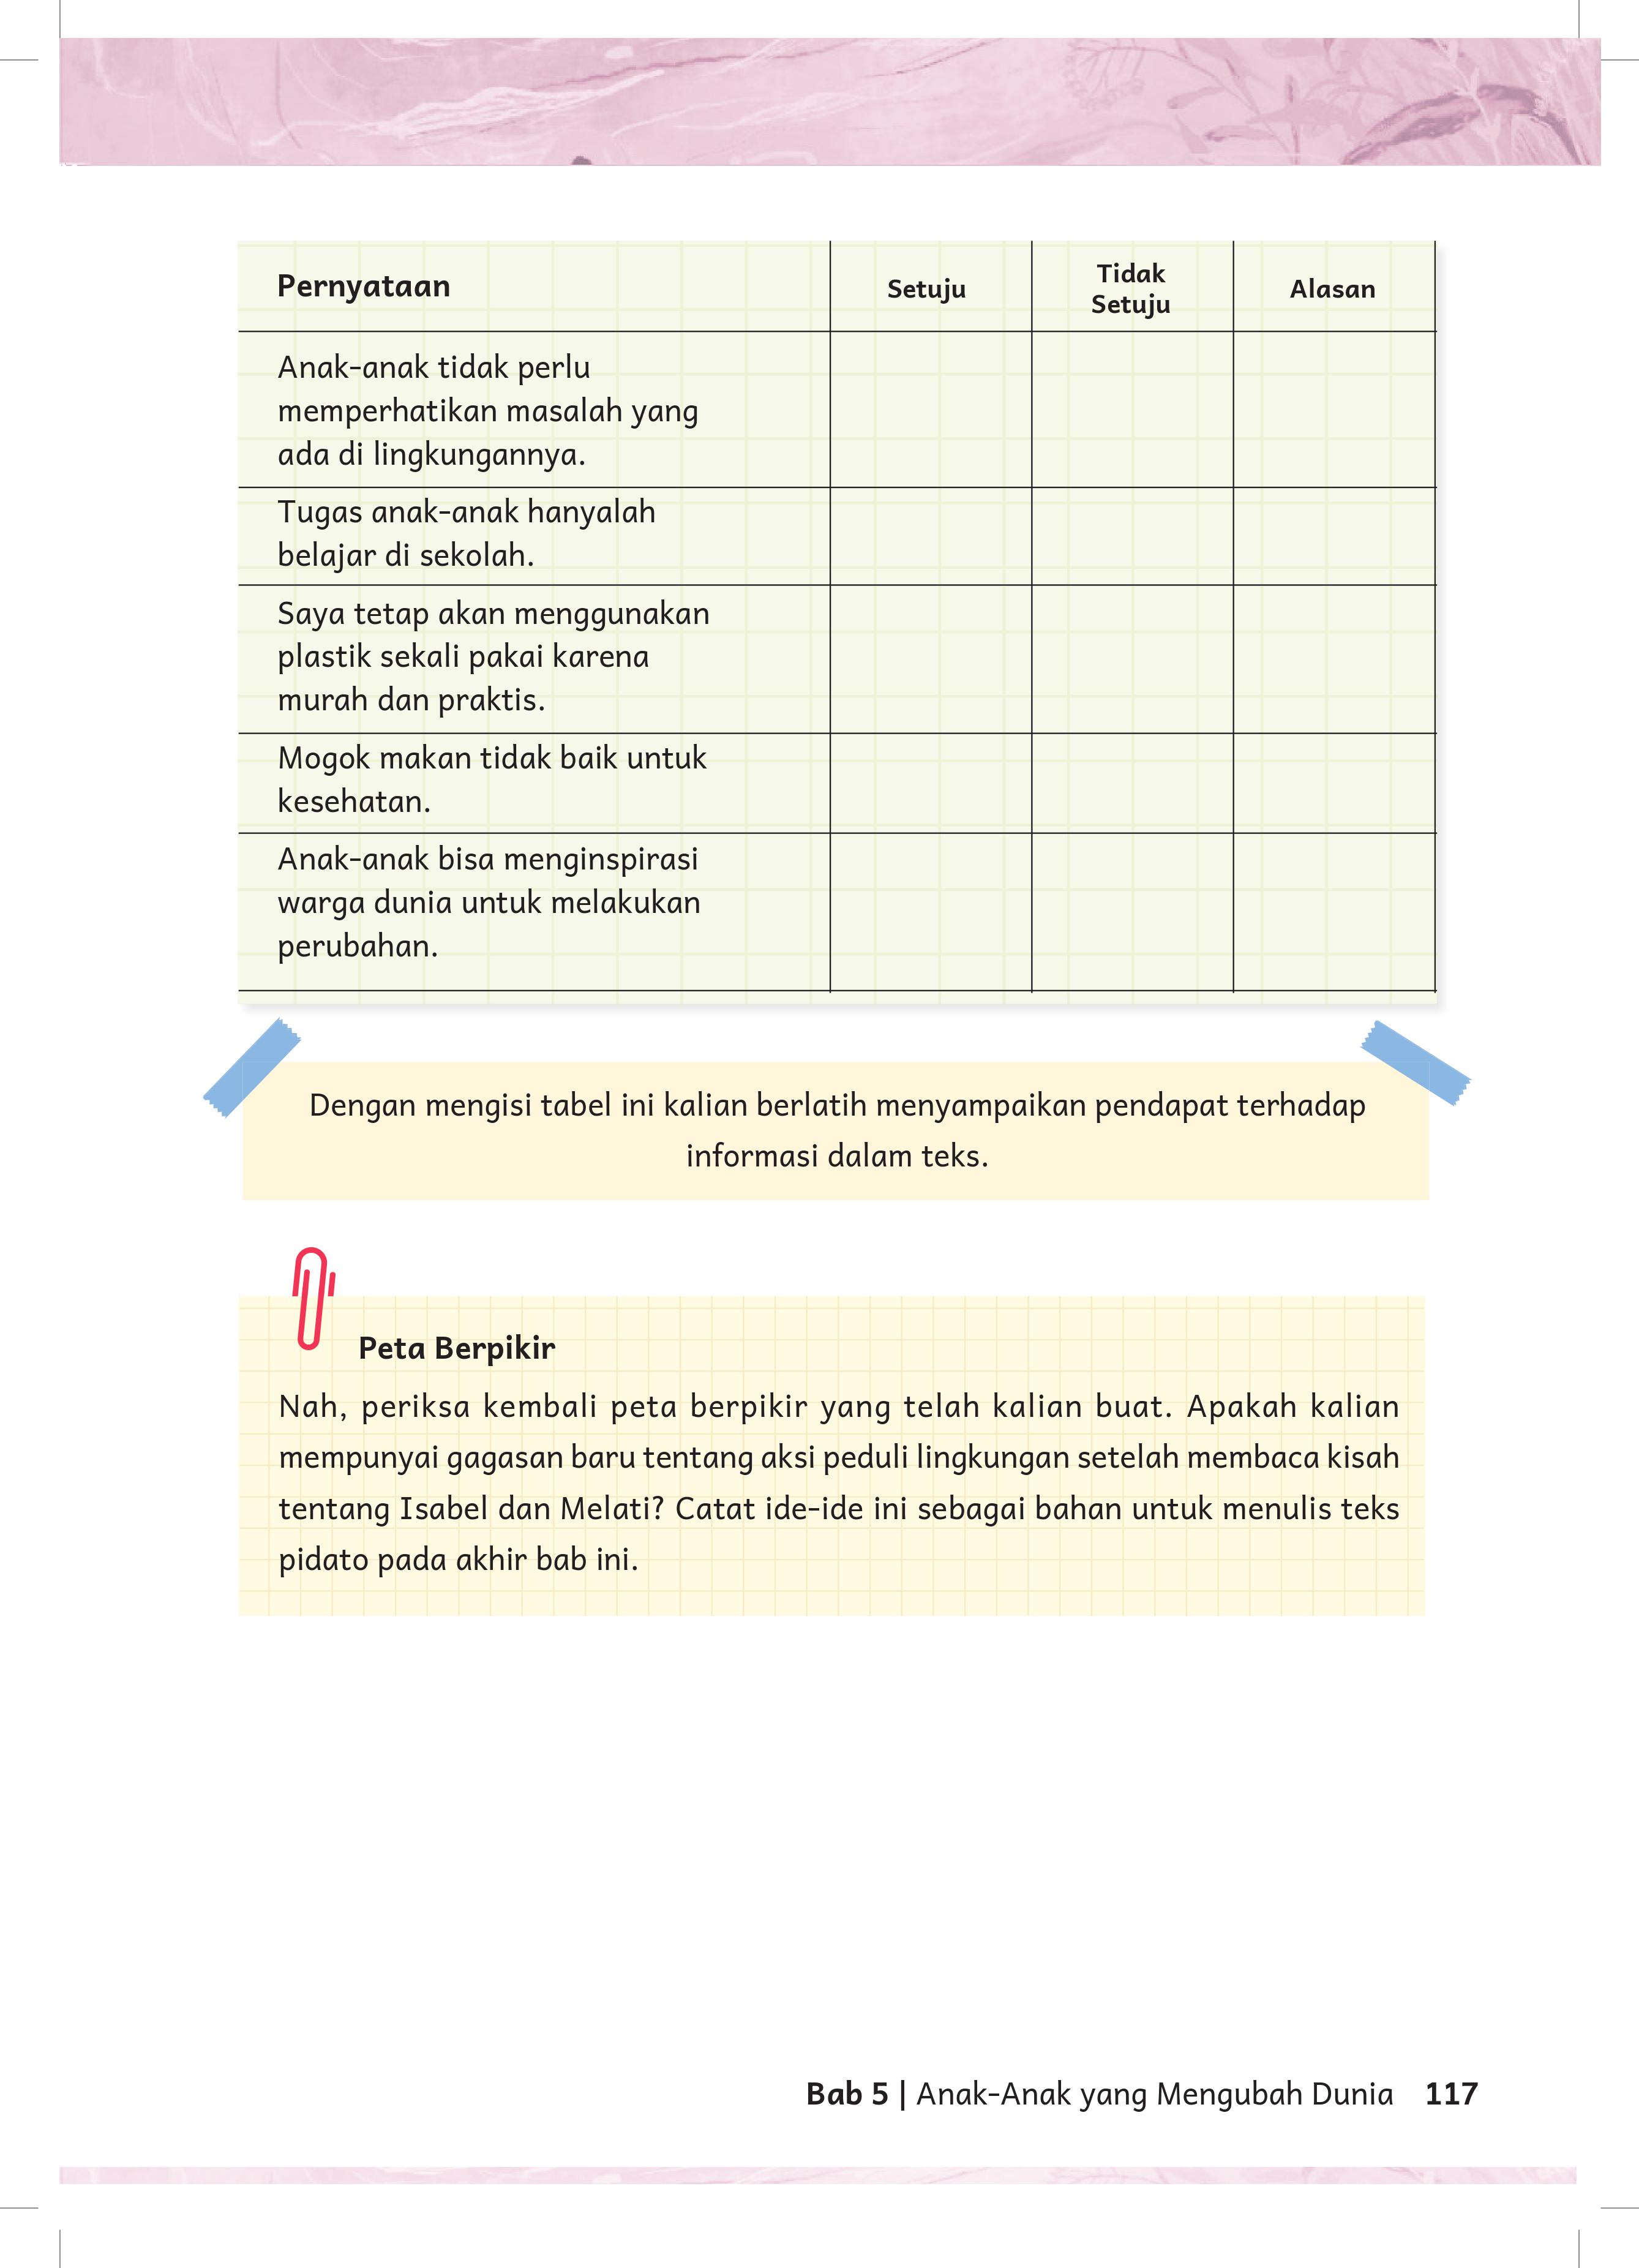 Pernyataan
Setuju
Tidak
Setuju
Alasan
Anak-anak tidak perlu
memperhatikan masalah yang
ada di lingkungannya.
Tugas anak-anak hanyalah
belajar di sekolah.
Saya tetap akan menggunakan
plastik sekali pakai karena
murah dan praktis.
Mogok makan tidak baik untuk
kesehatan.
Anak-anak bisa menginspirasi
warga dunia untuk melakukan
perubahan.
Dengan mengisi tabel ini kalian berlatih menyampaikan pendapat terhadap
informasi dalam teks.
Peta Berpikir
Nah, periksa kembali peta berpikir yang telah kalian buat. Apakah kalian
mempunyai gagasan baru tentang aksi peduli lingkungan setelah membaca kisah
tentang Isabel dan Melati? Catat ide-ide ini sebagai bahan untuk menulis teks
pidato pada akhir bab ini.
Bab 5 | Anak-Anak yang Mengubah Dunia 117